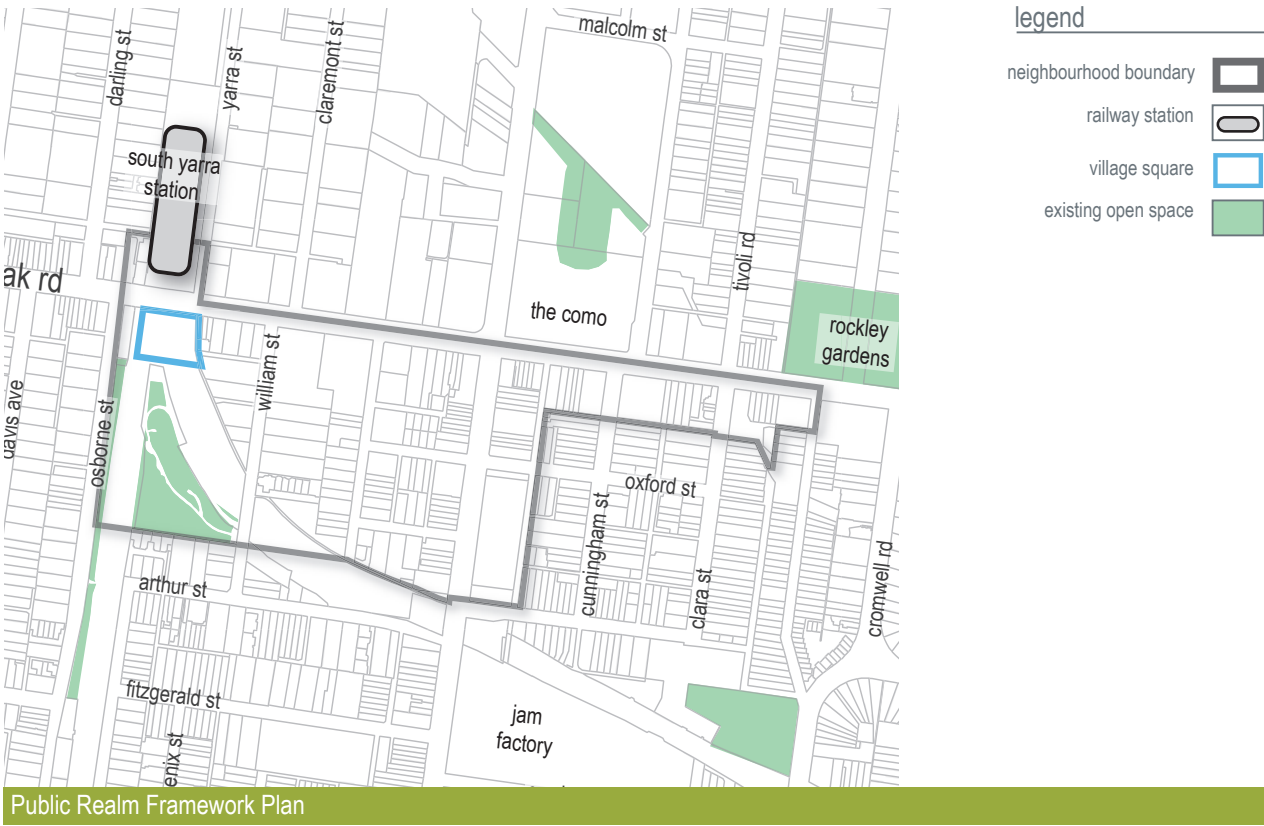 legend
neighbourhood boundary
railway station
village square
existing open space
malcolm st
darling st
yarra st
claremont st
south yarra
station
tivoli rd
ak rd
the como
rockley
gardens
william st
davis ave
osborne st
oxford st
cunningham st
clara st
cromwell rd
arthur st
fitzgerald st
enix st
jam
factory
Public Realm Framework Plan